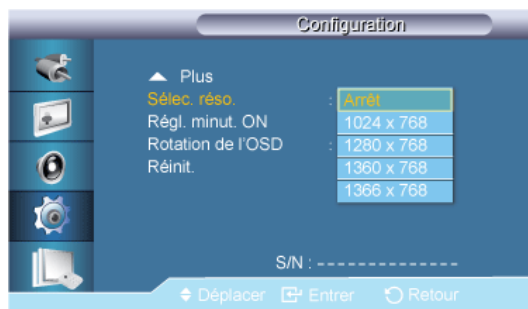 Configuration
▲ Plus
Sélec. réso. : Arrêt
1024 x 768
Régl. minut. ON
Rotation de l'OSD : 1280 x 768
Réinit. 1360 x 768
1366 x 768
S/N : - - - - - - - - - - - - - -
Déplacer Entrer Retour